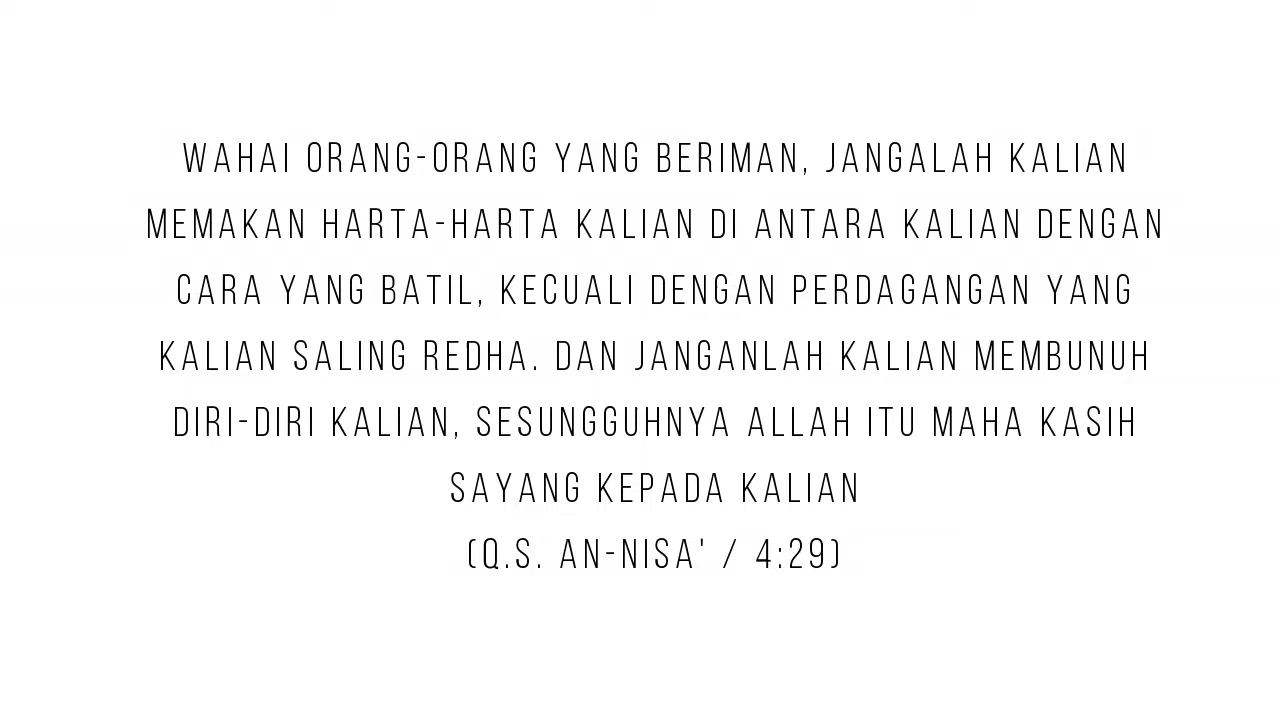 WAHAI ORANG-ORANG YANG BERIMAN, JANGALAH KALIAN
MEMAKAN HARTA-HARTA KALIAN DI ANTARA KALIAN DENGAN
CARA YANG BATIL, KECUALI DENGAN PERDAGANGAN YANG
KALIAN SALING REDHA. DAN JANGANLAH KALIAN MEMBUNUH
DIRI-DIRI KALIAN, SESUNGGUHNYA ALLAH ITU MAHA KASIH
SAYANG KEPADA KALIAN
(Q.S. AN-NISA' / 4:29)